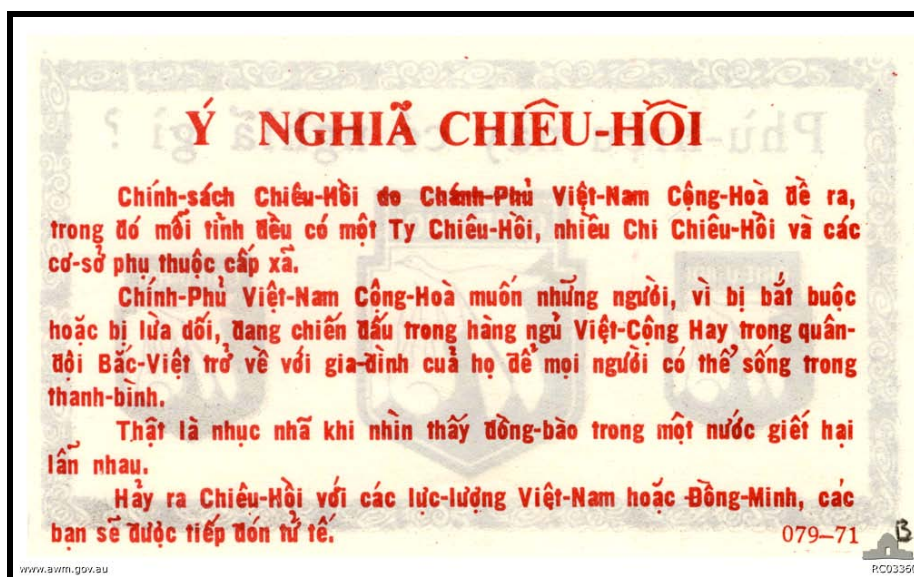 Ý NGHIÃ CHIÊU-HỒI
Chính-sách Chiêu-Hồi do Chánh-Phủ Việt-Nam Cộng-Hoà đề ra,
trong đó mỗi tỉnh đều có một Ty Chiêu-Hồi, nhiều Chi Chiêu-Hồi và các
cơ-sở phụ thuộc cấp xã.
Chính-Phủ Việt-Nam Cộng-Hoà muốn những người, vì bị bắt buộc
hoặc bị lừa dối, đang chiến đấu trong hàng ngủ Việt-Cộng Hay trong quân-
đội Bắc-Việt trở về với gia-đình cuả họ để mọi người có thể sống trong
thanh-bình.
Thật là nhục nhã khi nhìn thấy đồng-bào trong một nước giết hại
lẫn nhau.
Hảy ra Chiêu-Hồi với các lực-lượng Việt-Nam hoặc Đồng-Minh, các
bạn sẽ được tiếp đón tử tế.
079–71
B
www.awm.gov.au